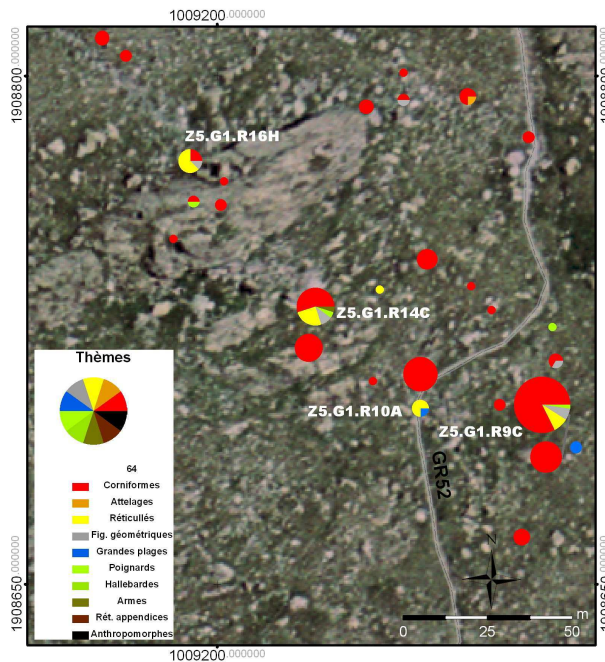 1009200.000000
1908800.000000
1908800.000000
Z5.G1.R16H
Z5.G1.R14C
Z5.G1.R10A
Z5.G1.R9C
GR52
Thèmes
64
Corniformes
Attelages
Réticullés
Fig. géométriques
Grandes plages
Poignards
Hallebardes
Armes
Rét. appendices
Anthropomorphes
N
m
0 25 50
1908650.000000
1908650.000000
1009200.000000